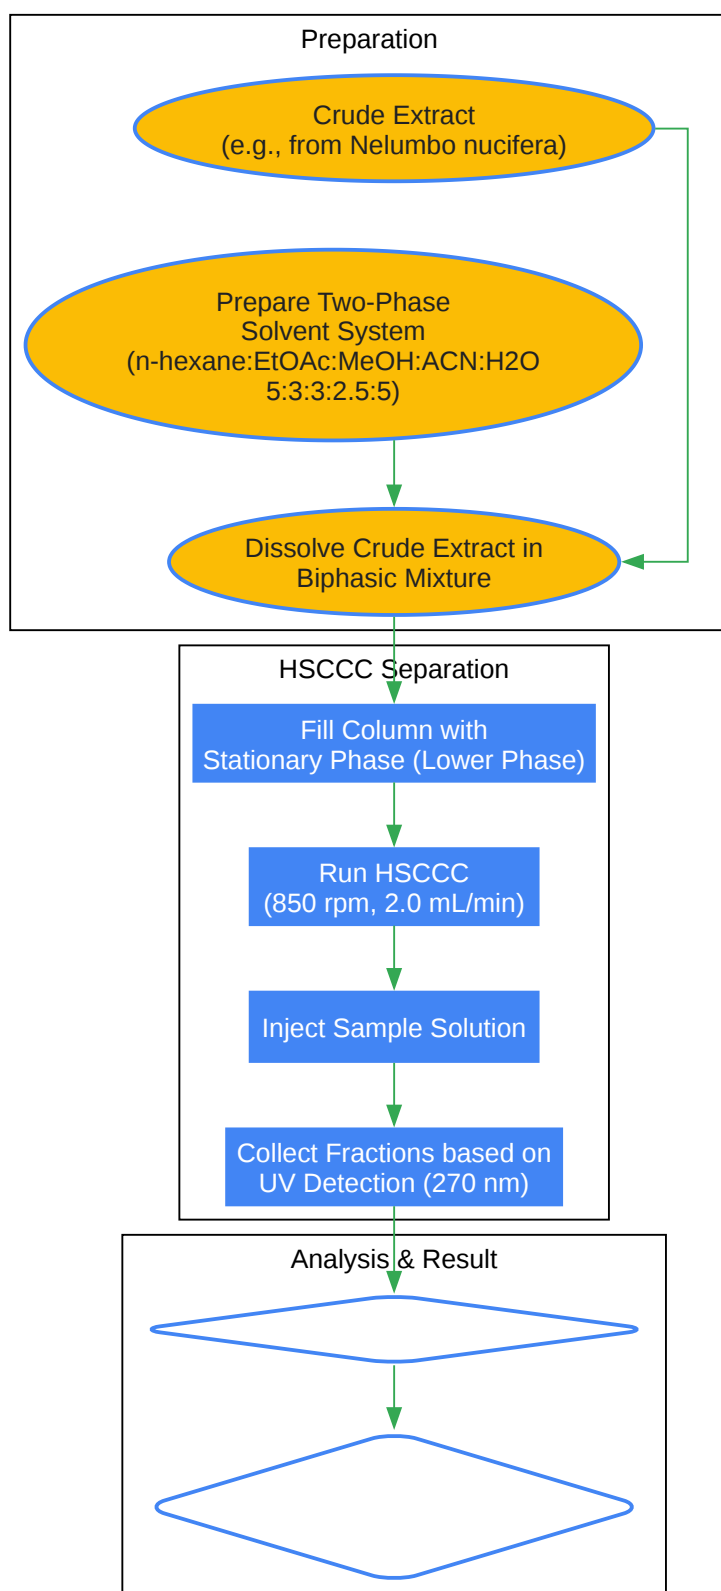 Preparation
Crude Extract
(e.g., from Nelumbo nucifera)
Prepare Two-Phase
Solvent System
(n-hexane:EtOAc:MeOH:ACN:H2O
5:3:3:2.5:5)
Dissolve Crude Extract in
Biphasic Mixture
HSCCC Separation
Fill Column with
Stationary Phase (Lower Phase)
Run HSCCC
(850 rpm, 2.0 mL/min)
Inject Sample Solution
Collect Fractions based on
UV Detection (270 nm)
Analysis & Result